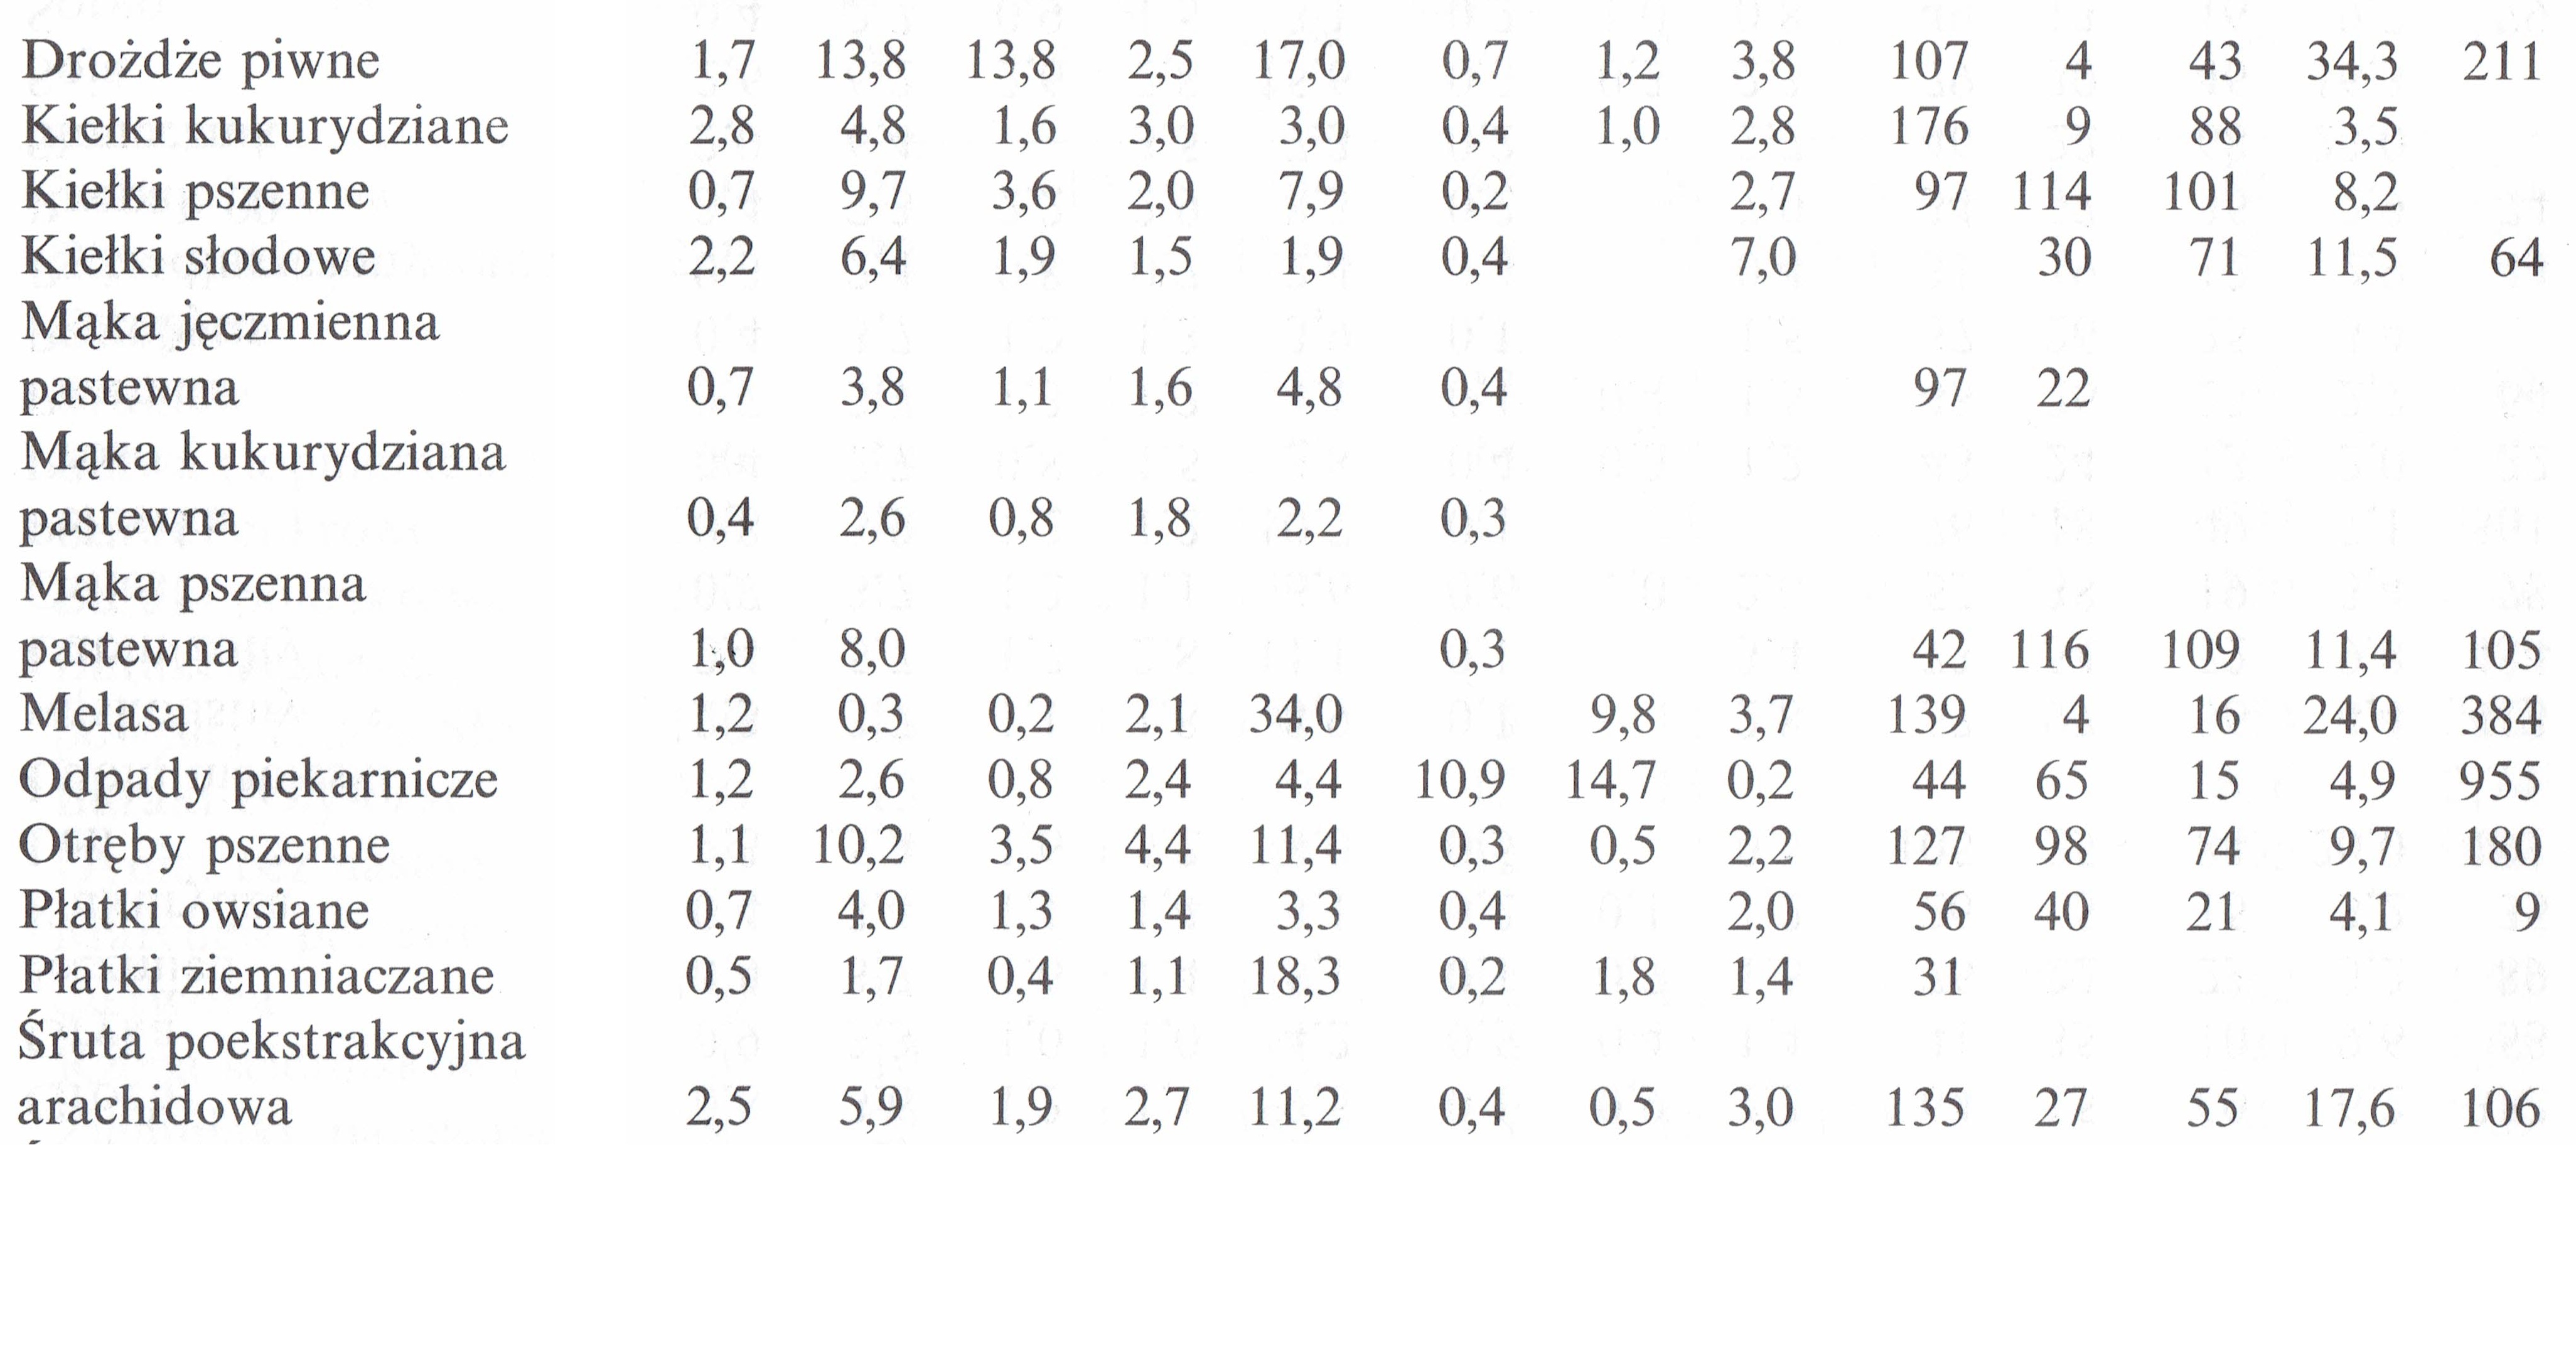 Drożdże piwne 1,7 13,8 13,8 2,5 17,0 0,7 1,2 3,8 107 4 43 34,3 211
Kiełki kukurydziane 2,8 4,8 1,6 3,0 3,0 0,4 1,0 2,8 176 9 88 3,5
Kiełki pszenne 0,7 9,7 3,6 2,0 7,9 0,2 2,7 97 114 101 8,2
Kiełki słodowe 2,2 6,4 1,9 1,5 1,9 0,4 7,0 30 71 11,5 64
Mąka jęczmienna
pastewna 0,7 3,8 1,1 1,6 4,8 0,4 97 22
Mąka kukurydziana
pastewna 0,4 2,6 0,8 1,8 2,2 0,3
Mąka pszenna
pastewna 1,0 8,0 0,3 42 116 109 11,4 105
Melasa 1,2 0,3 0,2 2,1 34,0 9,8 3,7 139 4 16 24,0 384
Odpady piekarnicze 1,2 2,6 0,8 2,4 4,4 10,9 14,7 0,2 44 65 15 4,9 955
Otręby pszenne 1,1 10,2 3,5 4,4 11,4 0,3 0,5 2,2 127 98 74 9,7 180
Płatki owsiane 0,7 4,0 1,3 1,4 3,3 0,4 2,0 56 40 21 4,1 9
Płatki ziemniaczane 0,5 1,7 0,4 1,1 18,3 0,2 1,8 1,4 31
Śruta poekstrakcyjna
arachidowa 2,5 5,9 1,9 2,7 11,2 0,4 0,5 3,0 135 27 55 17,6 106